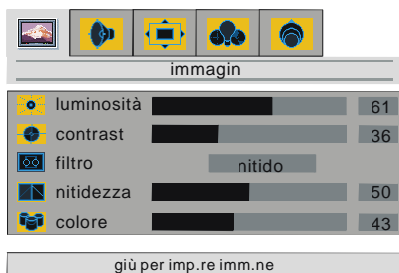 immagin
luminosità 61
contrast 36
filtro nitido
nitidezza 50
colore 43
giù per imp.re imm.ne